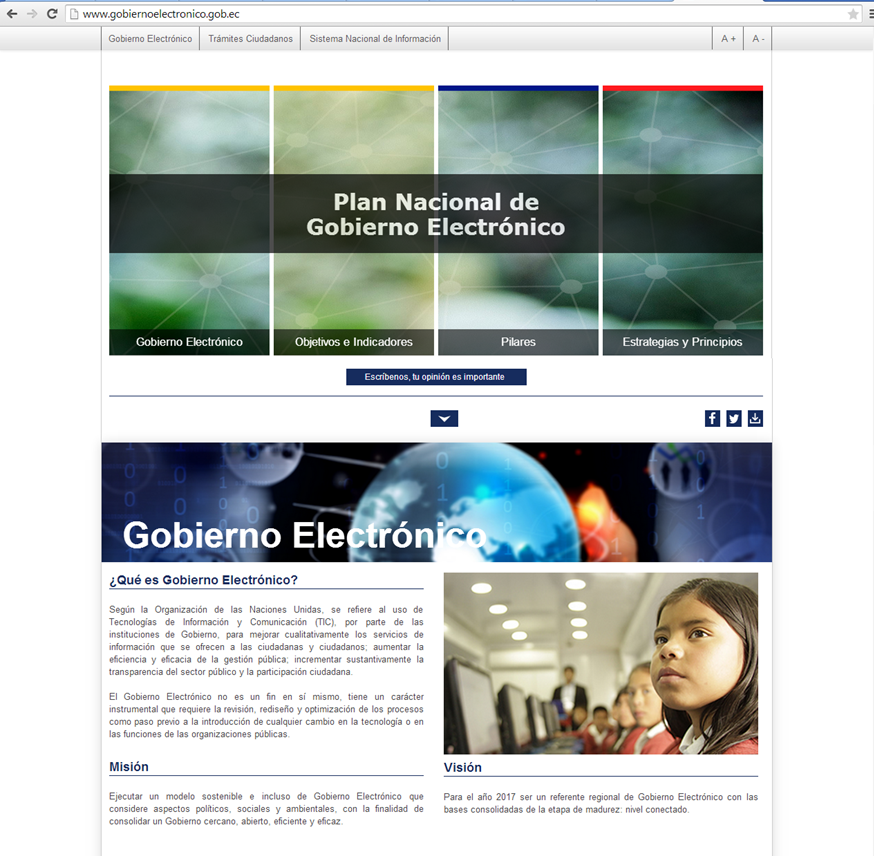 www.gobiernoelectronico.gob.ec
Gobierno Electrónico
Trámites Ciudadanos
Sistema Nacional de Información
A +
A -
Plan Nacional de
Gobierno Electrónico
Gobierno Electrónico
Objetivos e Indicadores
Pilares
Estrategias y Principios
Escríbenos, tu opinión es importante
Gobierno Electrónico
¿Qué es Gobierno Electrónico?
Según la Organización de las Naciones Unidas, se refiere al uso de
Tecnologías de Información y Comunicación (TIC), por parte de las
instituciones de Gobierno, para mejorar cualitativamente los servicios de
información que se ofrecen a las ciudadanas y ciudadanos; aumentar la
eficiencia y eficacia de la gestión pública; incrementar sustantivamente la
transparencia del sector público y la participación ciudadana.
El Gobierno Electrónico no es un fin en sí mismo, tiene un carácter
instrumental que requiere la revisión, rediseño y optimización de los procesos
como paso previo a la introducción de cualquier cambio en la tecnología o en
las funciones de las organizaciones públicas.
Misión
Ejecutar un modelo sostenible e incluso de Gobierno Electrónico que
considere aspectos políticos, sociales y ambientales, con la finalidad de
consolidar un Gobierno cercano, abierto, eficiente y eficaz.
Visión
Para el año 2017 ser un referente regional de Gobierno Electrónico con las
bases consolidadas de la etapa de madurez: nivel conectado.